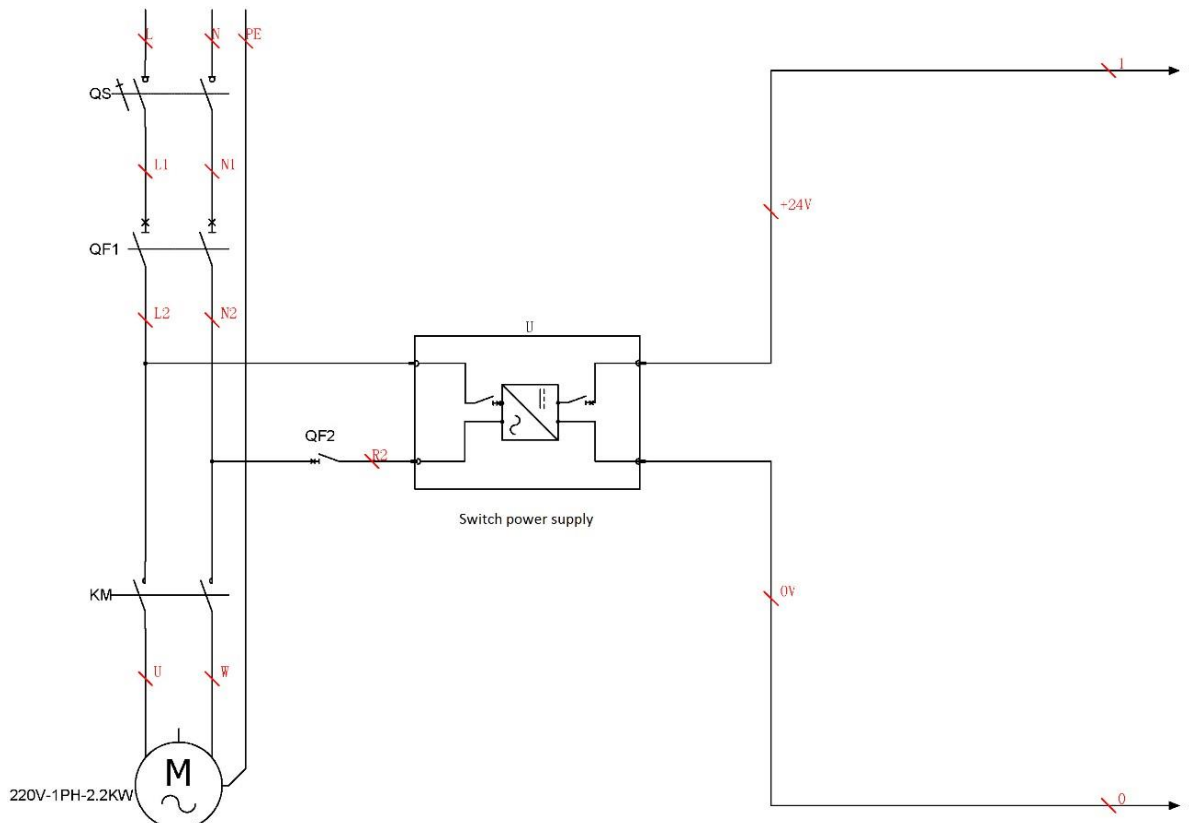 L N PE
1
QS
L1 N1
+24V
QF1
L2 N2
U
QF2
R2
Switch power supply
KM
0V
U W
M
220V-1PH-2.2KW
0